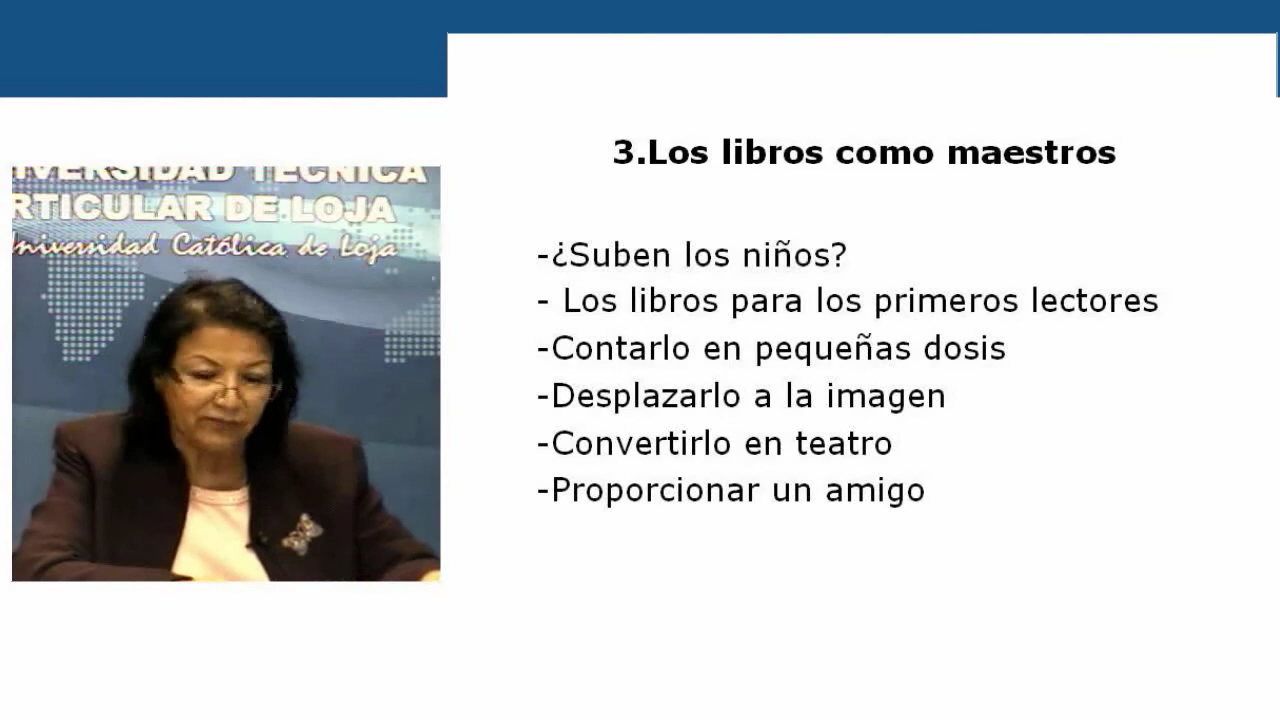 3.Los libros como maestros
IVERSIDAD TECNICA
RTICULAR DE LOJA
Universidad Católica de Loja
-¿Suben los niños?
- Los libros para los primeros lectores
-Contarlo en pequeñas dosis
-Desplazarlo a la imagen
-Convertirlo en teatro
-Proporcionar un amigo